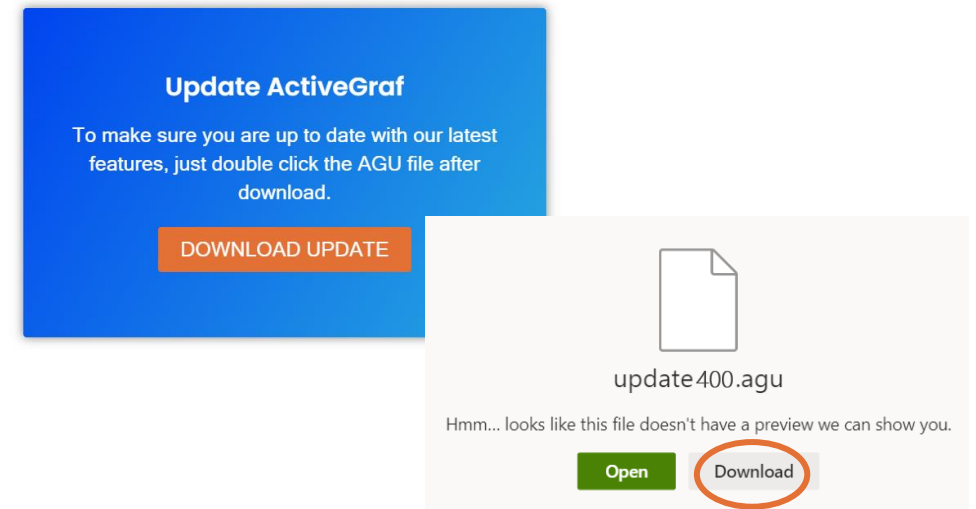 Update ActiveGraf
To make sure you are up to date with our latest
features, just double click the AGU file after
download.
DOWNLOAD UPDATE
update400.agu
Hmm... looks like this file doesn't have a preview we can show you.
Open Download